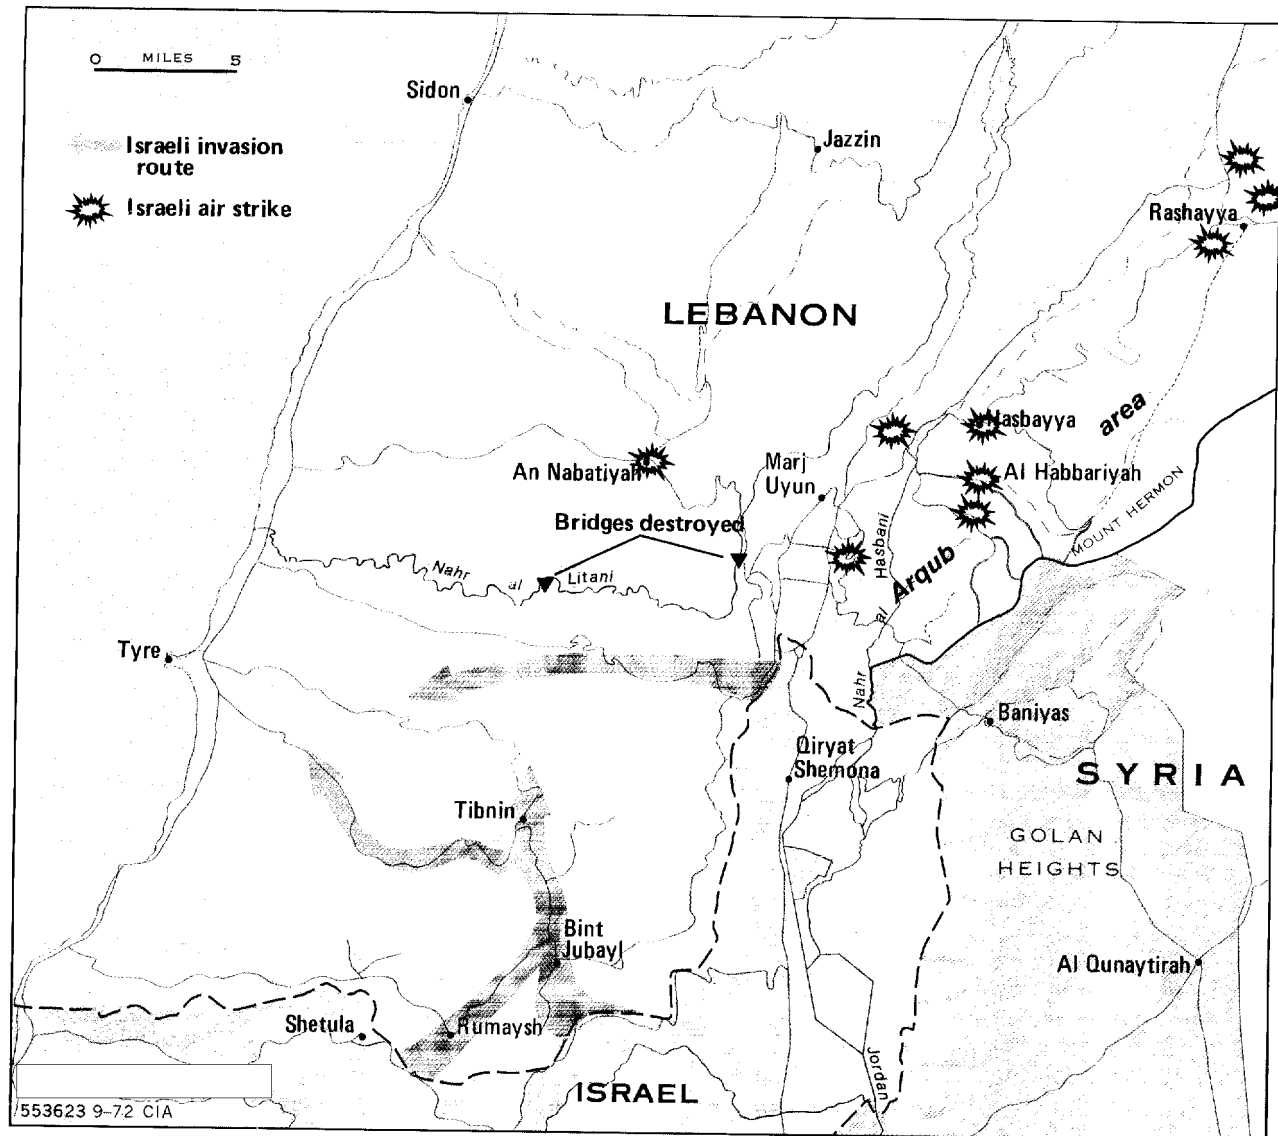 0 MILES 5
Sidon
Jazzin
Israeli invasion
route
Israeli air strike
Rashayya
LEBANON
area
Hasbayya
An Nabatiyah
Marj
Uyun
Al Habbariyah
MOUNT HERMON
Bridges destroyed
Nahr al Litani
Arqub
Nahr al Hasbani
Tyre
Baniyas
Qiryat
Shemona
SYRIA
Tibnin
GOLAN
HEIGHTS
Bint
Jubayl
Al Qunaytirah
Shetula
Rumaysh
Jordan
ISRAEL
553623 9-72 CIA